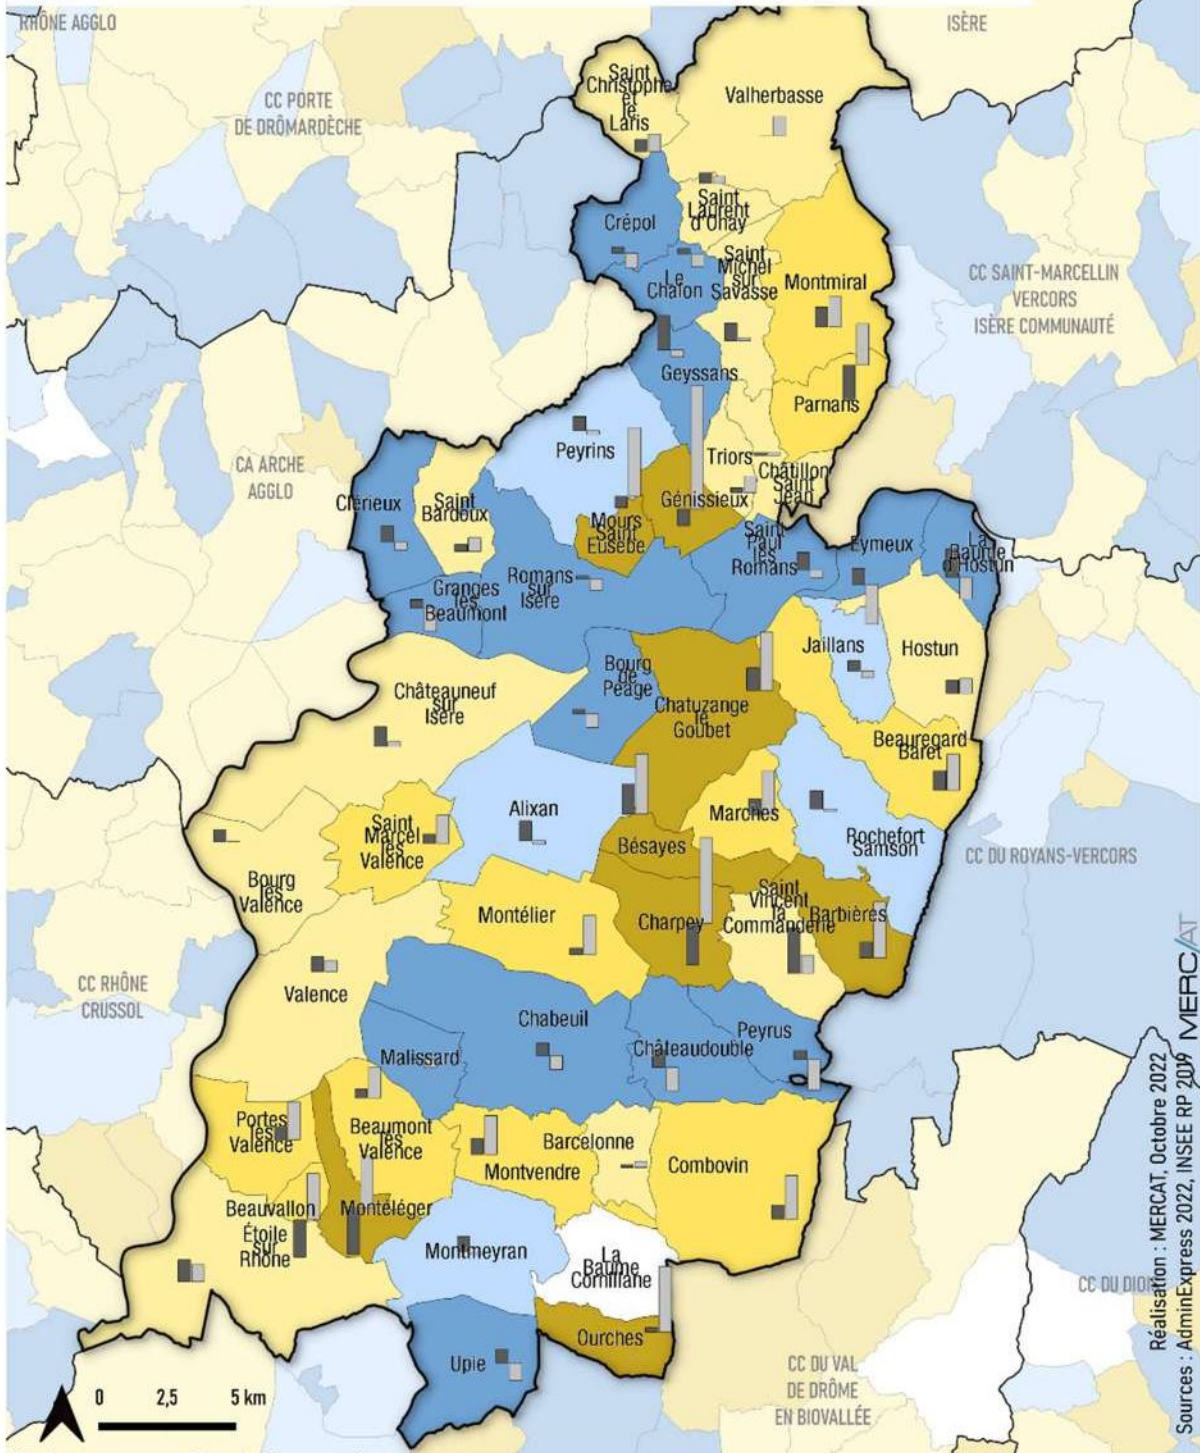 RHÔNE AGGLO
ISÈRE
CC PORTE
DE DRÔMARDÈCHE
Saint
Christophe
et
le
Laris
Valherbasse
Crépol
Saint
Laurent
d'Onay
Le
Chalon
Saint
Michel
sur
Savasse
Montmiral
CC SAINT-MARCELLIN
VERCORS
ISÈRE COMMUNAUTÉ
Geyssans
Parnans
Peyrins
Triors
Châtillon
Saint
Jean
CA ARCHE
AGGLO
Clérieux
Saint
Bardoux
Génissieux
Mours
Saint
Eusèbe
Saint
Paul
lès
Romans
Eymeux
La
Baume
d'Hostun
Granges
les
Beaumont
Romans
sur
Isère
Jaillans
Hostun
Bourg
de
Péage
Châteauneuf
sur
Isère
Chatuzange
le
Goubet
Beauregard
Baret
Alixan
Marches
Saint
Marcel
lès
Valence
Bésayes
Rochefort
Samson
CC DU ROYANS-VERCORS
Bourg
lès
Valence
Montélier
Charpey
Saint
Vincent
la
Commanderie
Barbières
CC RHÔNE
CRUSSOL
Valence
Chabeuil
Malissard
Châteaudouble
Peyrus
Portes
lès
Valence
Beaumont
lès
Valence
Barcelonne
Montvendre
Combovin
Beauvallon
Montéléger
Étoile
sur
Rhône
Montmeyran
La
Baume
Cornillane
CC DU DIOIS
Ourches
Upie
CC DU VAL
DE DRÔME
EN BIOVALLÉE
0 2,5 5 km
MERC/AT
Réalisation : MERCAT, Octobre 2022
Sources : AdminExpress 2022, INSEE RP 2019